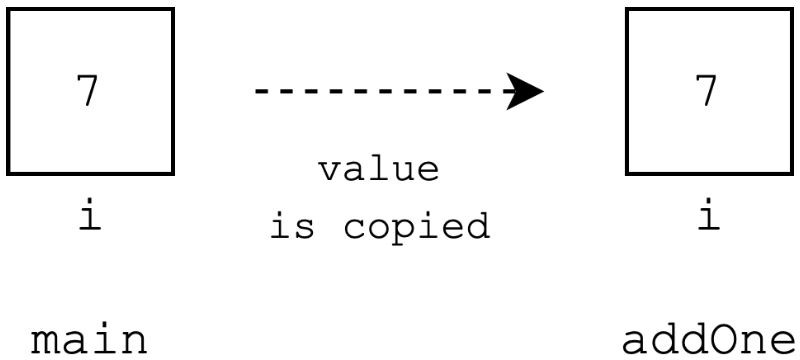 7
7
value
is copied
i
i
main
addOne